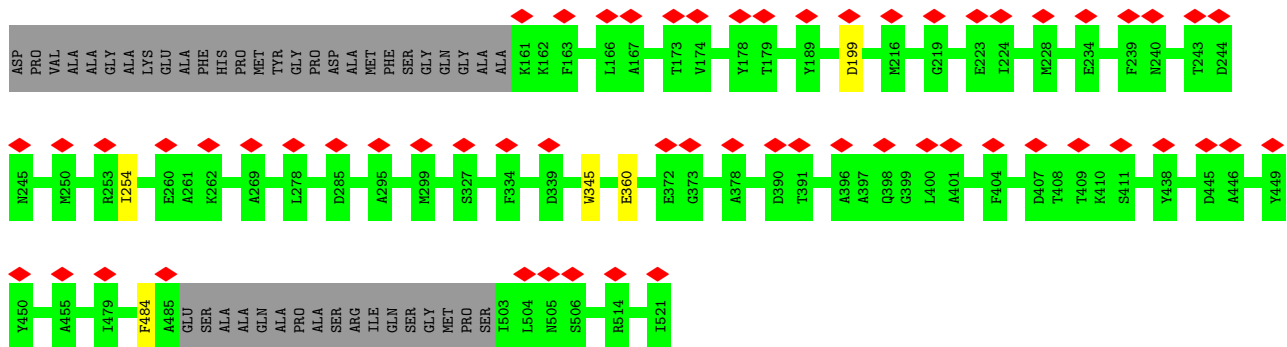 ASP PRO VAL ALA ALA GLY ALA LYS GLU ALA PHE HIS PRO MET TYR GLY PRO ASP ALA MET PHE SER GLY GLN GLY ALA ALA K161 K162 F163 L166 A167 T173 V174 Y178 T179 Y189 D199 M216 G219 E223 I224 M228 E234 F239 N240 T243 D244
N245 M250 R253 I254 E260 A261 K262 A269 L278 D285 A295 M299 S327 F334 D339 W345 E360 E372 G373 A378 D390 T391 A396 A397 Q398 G399 L400 A401 F404 D407 T408 T409 K410 S411 Y438 D445 A446 Y449
Y450 A455 I479 F484 A485 GLU SER ALA ALA GLN ALA PRO ALA SER ARG ILE GLN SER GLY MET PRO SER I503 L504 N505 S506 R514 I521